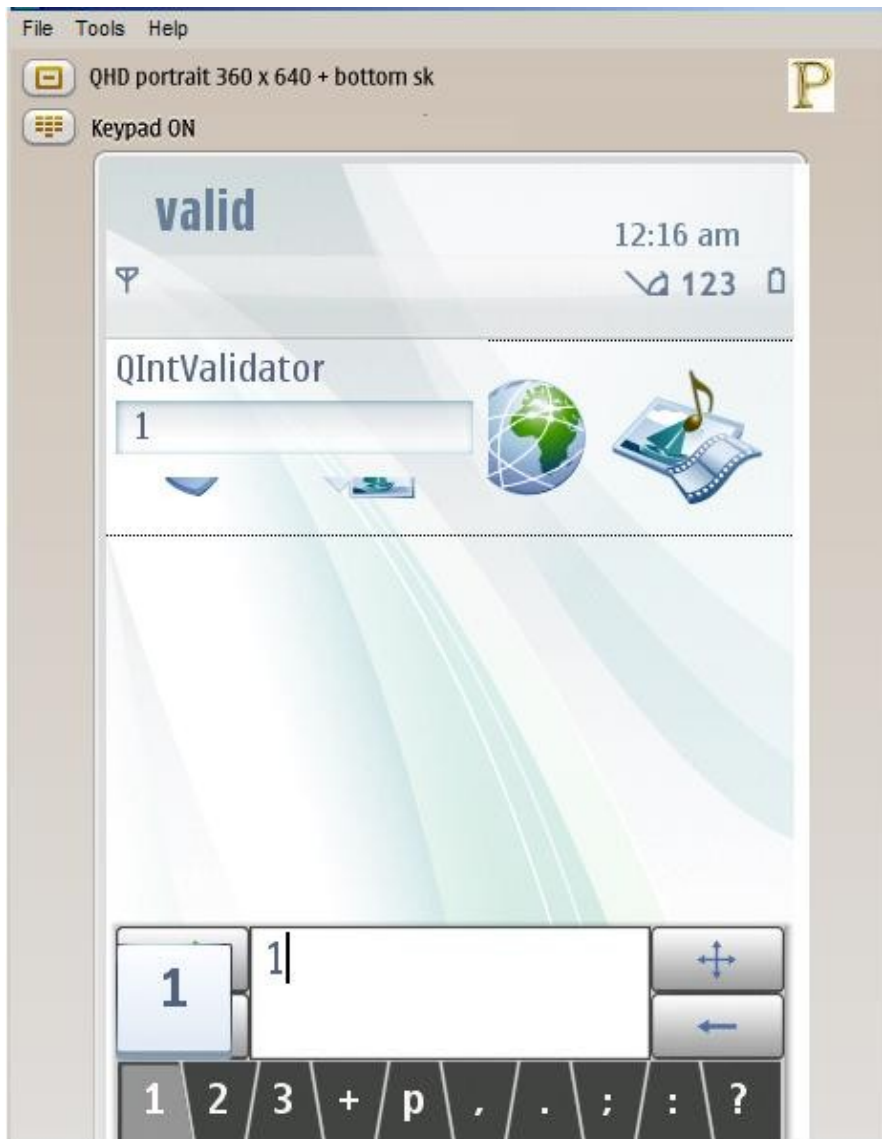 File Tools Help
QHD portrait 360 x 640 + bottom sk
P
Keypad ON
valid
12:16 am
123
QIntValidator
1
1
1
1 2 3 + p , . ; : ?